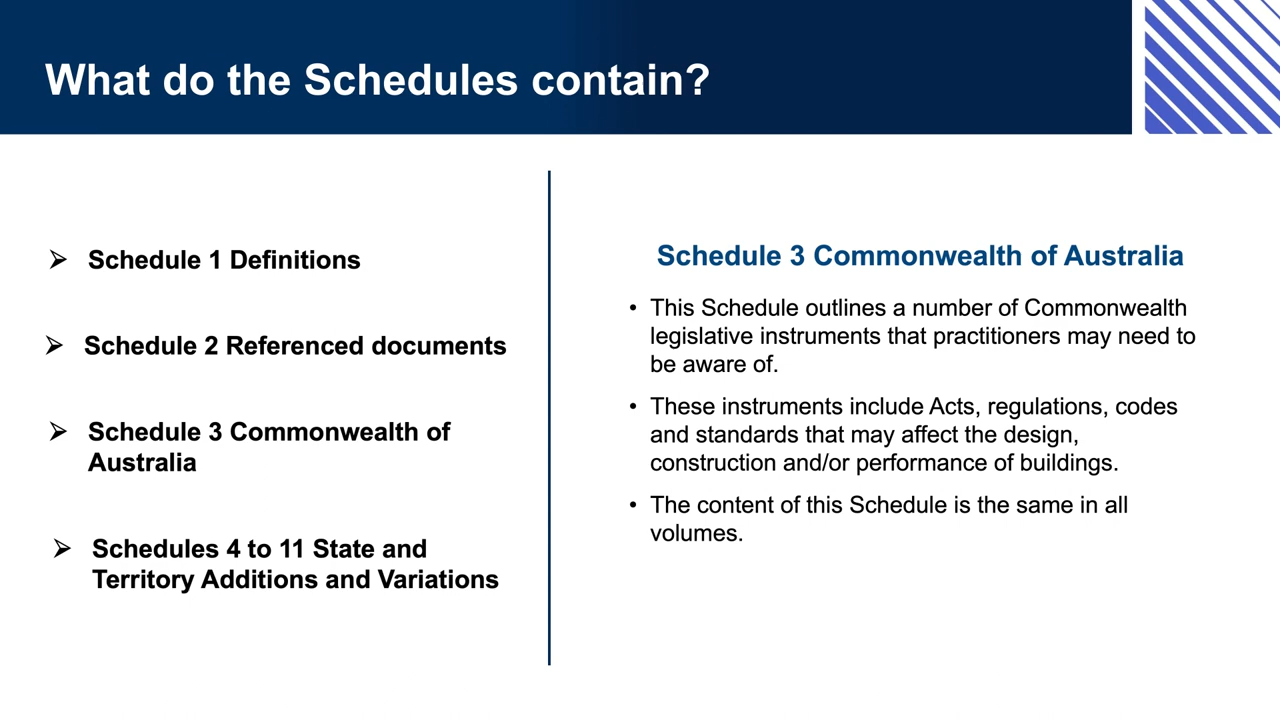 What do the Schedules contain?
➢ Schedule 1 Definitions
➢ Schedule 2 Referenced documents
➢ Schedule 3 Commonwealth of
Australia
➢ Schedules 4 to 11 State and
Territory Additions and Variations
Schedule 3 Commonwealth of Australia
• This Schedule outlines a number of Commonwealth
legislative instruments that practitioners may need to
be aware of.
• These instruments include Acts, regulations, codes
and standards that may affect the design,
construction and/or performance of buildings.
• The content of this Schedule is the same in all
volumes.